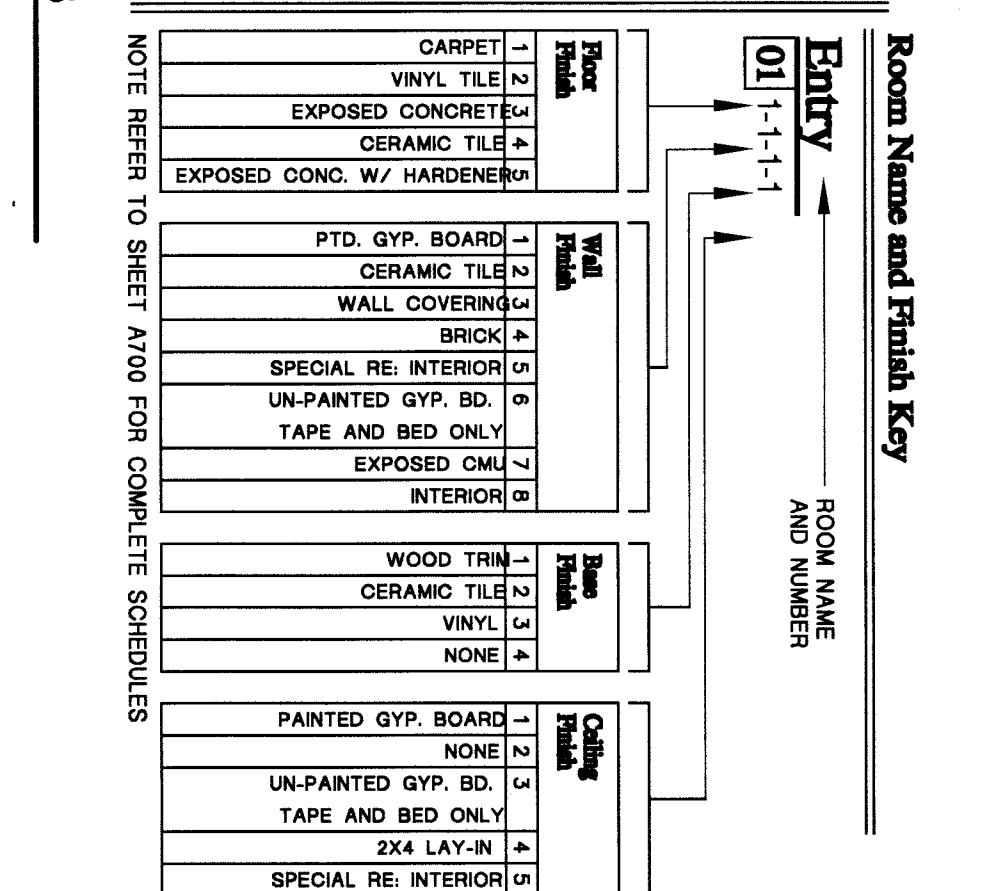 Room Name and Finish Key
Entry
01
1-1-1-1
ROOM NAME
AND NUMBER
Floor
Finish
1 CARPET
2 VINYL TILE
3 EXPOSED CONCRETE
4 CERAMIC TILE
5 EXPOSED CONC. W/ HARDENER
Wall
Finish
1 PTD. GYP. BOARD
2 CERAMIC TILE
3 WALL COVERING
4 BRICK
5 SPECIAL RE: INTERIOR
6 UN-PAINTED GYP. BD.
TAPE AND BED ONLY
7 EXPOSED CMU
8 INTERIOR
Base
Finish
1 WOOD TRIM
2 CERAMIC TILE
3 VINYL
4 NONE
Ceiling
Finish
1 PAINTED GYP. BOARD
2 NONE
3 UN-PAINTED GYP. BD.
TAPE AND BED ONLY
4 2X4 LAY-IN
5 SPECIAL RE: INTERIOR
NOTE REFER TO SHEET A700 FOR COMPLETE SCHEDULES